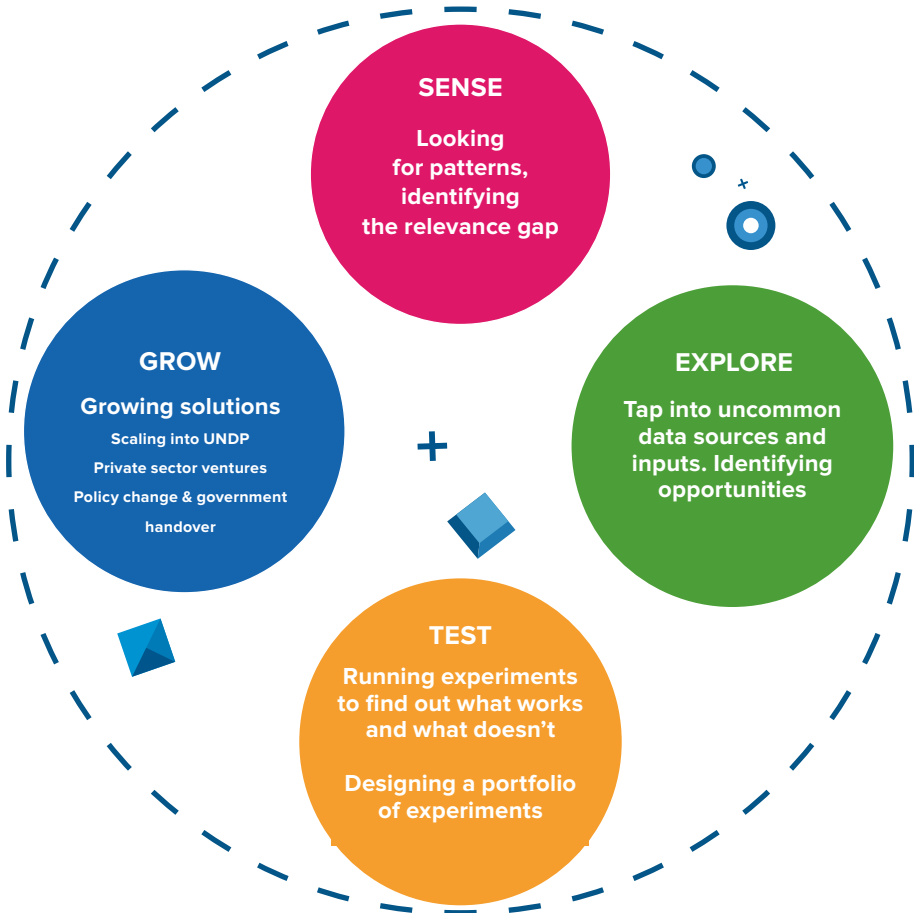 SENSE
Looking
for patterns,
identifying
the relevance gap
EXPLORE
Tap into uncommon
data sources and
inputs. Identifying
opportunities
TEST
Running experiments
to find out what works
and what doesn’t
Designing a portfolio
of experiments
GROW
Growing solutions
Scaling into UNDP
Private sector ventures
Policy change & government
handover